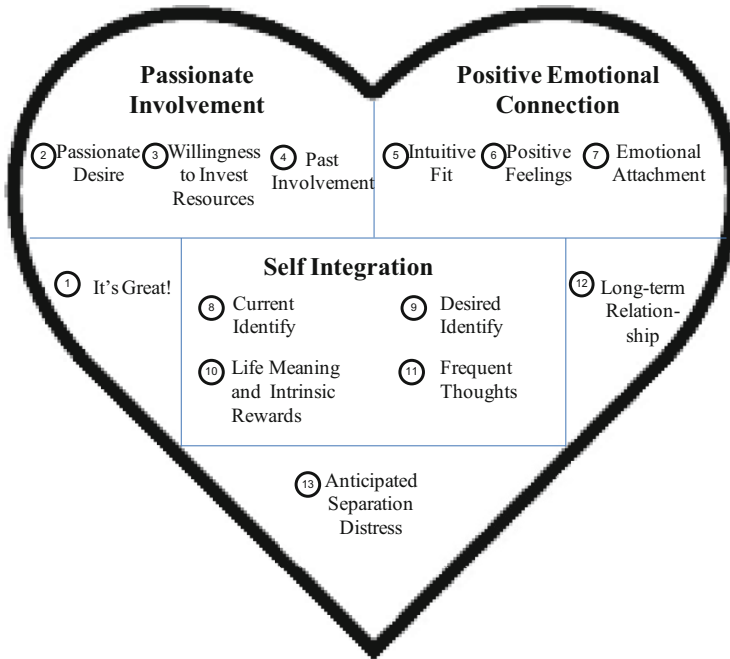 Passionate
Involvement
Positive Emotional
Connection
2 Passionate
Desire
3 Willingness
to Invest
Resources
4 Past
Involvement
5 Intuitive
Fit
6 Positive
Feelings
7 Emotional
Attachment
1 It's Great!
Self Integration
8 Current
Identify
9 Desired
Identify
10 Life Meaning
and Intrinsic
Rewards
11 Frequent
Thoughts
12 Long-term
Relation-
ship
13 Anticipated
Separation
Distress